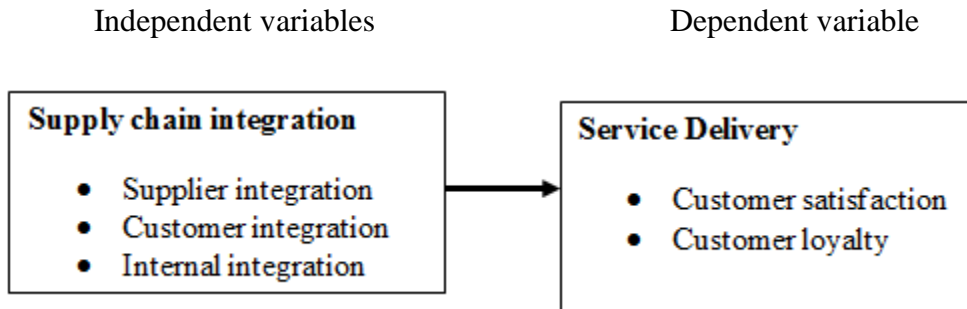 Independent variables
Dependent variable
Supply chain integration
• Supplier integration
• Customer integration
• Internal integration
Service Delivery
• Customer satisfaction
• Customer loyalty